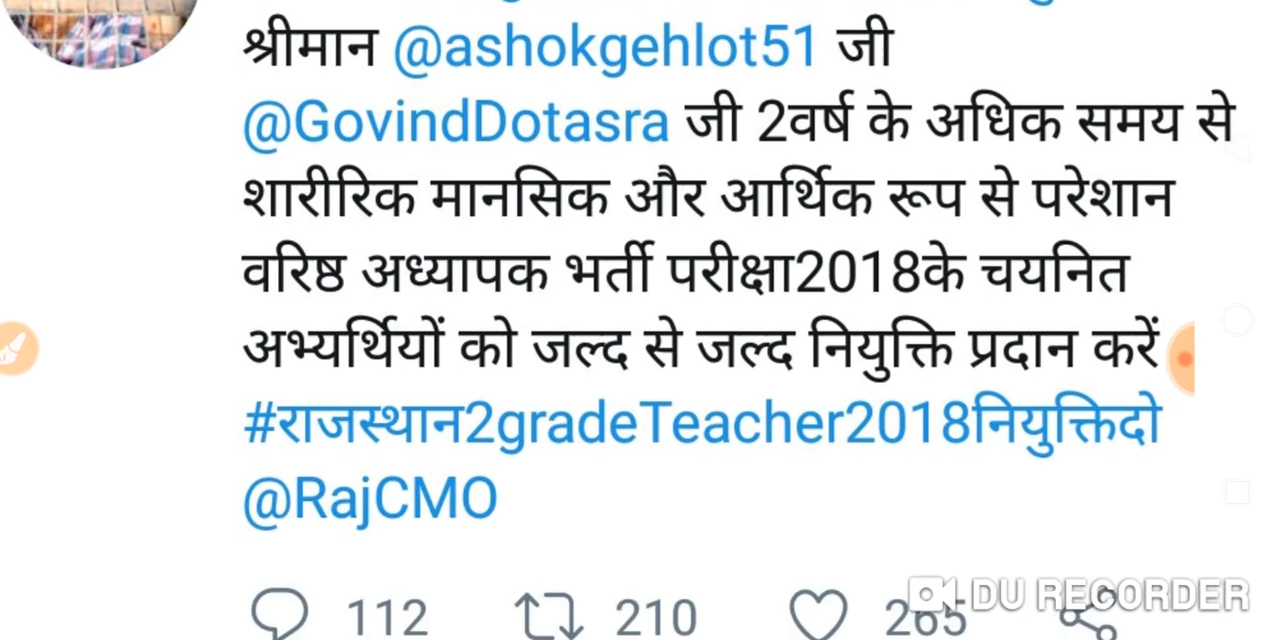 श्रीमान @ashokgehlot51 जी
@GovindDotasra जी 2वर्ष के अधिक समय से
शारीरिक मानसिक और आर्थिक रूप से परेशान
वरिष्ठ अध्यापक भर्ती परीक्षा2018के चयनित
अभ्यर्थियों को जल्द से जल्द नियुक्ति प्रदान करें
#राजस्थान2gradeTeacher2018नियुक्तिदो
@RajCMO
112 210 265 DU RECORDER